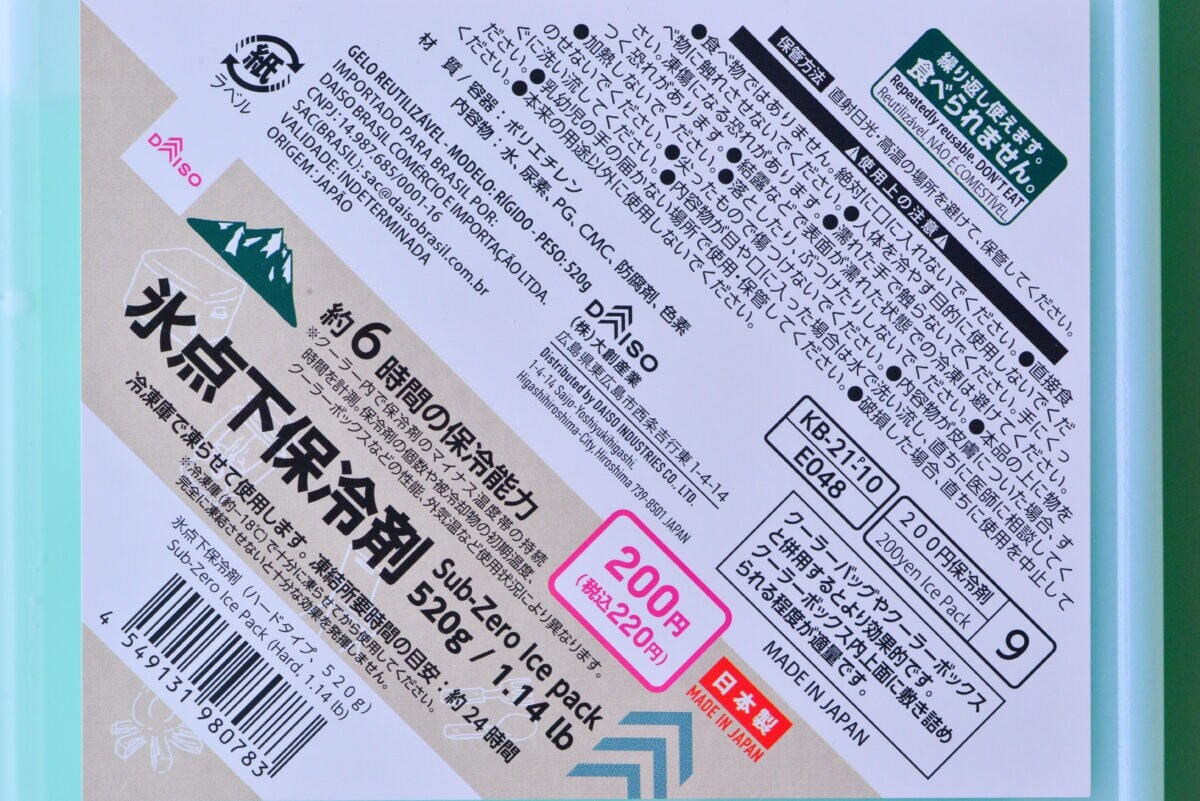 繰り返し使えます。
食べられません。
Repeatedly reusable. DON'T EAT
Reutilizável. NÃO É COMESTÍVEL
保管方法 直射日光・高温の場所を避けて、保管してください。
▲使用上の注意▲
●食べ物ではありません。絶対に口に入れないでください。●直接食
べ物に触れさせないでください。●人体を冷やす目的に使用しないでくだ
さい。凍傷になる恐れがあります。●濡れた手で触らないでください。手にくっ
つく恐れがあります。●結露などで表面が濡れた状態での冷凍は避けてください。●本品の上に物を
のせないでください。●落としたり、ぶつけたりしないでください。●内容物が皮膚についた場合、す
●加熱しないでください。●尖ったもので傷つけないでください。
ぐに洗い流してください。●内容物が目や口に入った場合は水で洗い流し、直ちに医師に相談してく
ださい。●乳幼児の手の届かない場所で使用・保管してください。●破損した場合、直ちに使用を中止して
ください。●本来の用途以外に使用しないでください。
材 質/容器：ポリエチレン
内容物：水、尿素、PG、CMC、防腐剤、色素
GELO REUTILIZÁVEL, MODELO: RÍGIDO - PESO: 520g
IMPORTADO PARA BRASIL POR:
DAISO BRASIL COMERCIO E IMPORTAÇÃO LTDA.
CNPJ: 14.987.685/0001-16
SAC(BRASIL): sac@daisobrasil.com.br
VALIDADE: INDETERMINADA
ORIGEM: JAPÃO
紙
ラベル
DAISO
DAISO
(株)大創産業
広島県東広島市西条吉行東1-4-14
Distributed by DAISO INDUSTRIES CO., LTD.
1-4-14 Saijo-Yoshiyukihigashi,
Higashihiroshima-City, Hiroshima 739-8501 JAPAN
KB-21-P10
E048
200円保冷剤
200yen Ice Pack
9
クーラーバッグやクーラーボックス
と併用するとより効果的です。
クーラーボックス内上面に敷き詰め
られる程度が適量です。
MADE IN JAPAN
約6時間の保冷能力
※クーラー内で保冷剤のマイナス温度帯の持続
時間を計測。保冷剤の個数や被冷却物の初期温度、
クーラーボックスなどの性能、外気温など使用状況により異なります。
氷点下保冷剤
Sub-Zero Ice pack
520g / 1.14 lb
冷凍庫で凍らせて使用します。凍結所要時間の目安：約24時間
※冷凍庫(約-18℃)で十分に凍らせてから使用してください。
完全に凍結させないと十分な効果を発揮しません。
200円
(税込220円)
日本製
MADE IN JAPAN
氷点下保冷剤 (ハードタイプ、520g)
Sub-Zero Ice Pack (Hard, 1.14 lb)
4 549131 980783